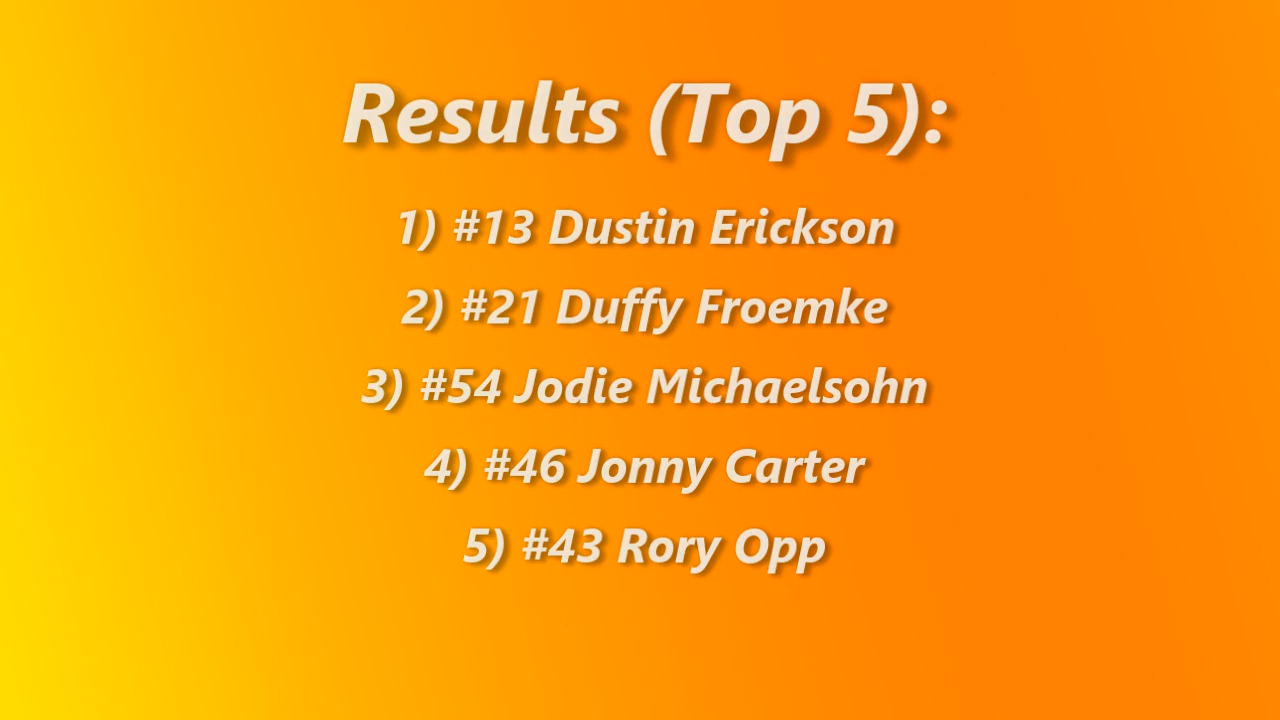 Results (Top 5):
1) #13 Dustin Erickson
2) #21 Duffy Froemke
3) #54 Jodie Michaelsohn
4) #46 Jonny Carter
5) #43 Rory Opp